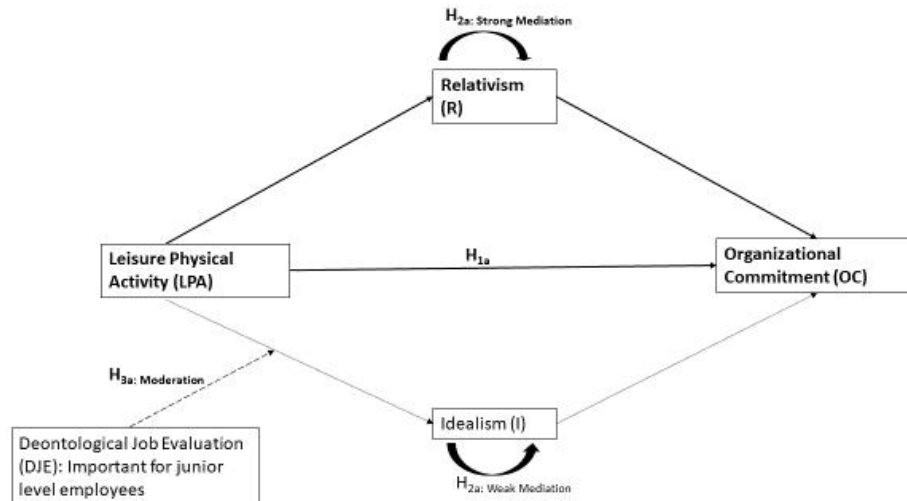 H2a: Strong Mediation
Relativism
(R)
Leisure Physical
Activity (LPA)
H1a
Organizational
Commitment (OC)
H3a: Moderation
Deontological Job Evaluation
(DJE): Important for junior
level employees
Idealism (I)
H2a: Weak Mediation